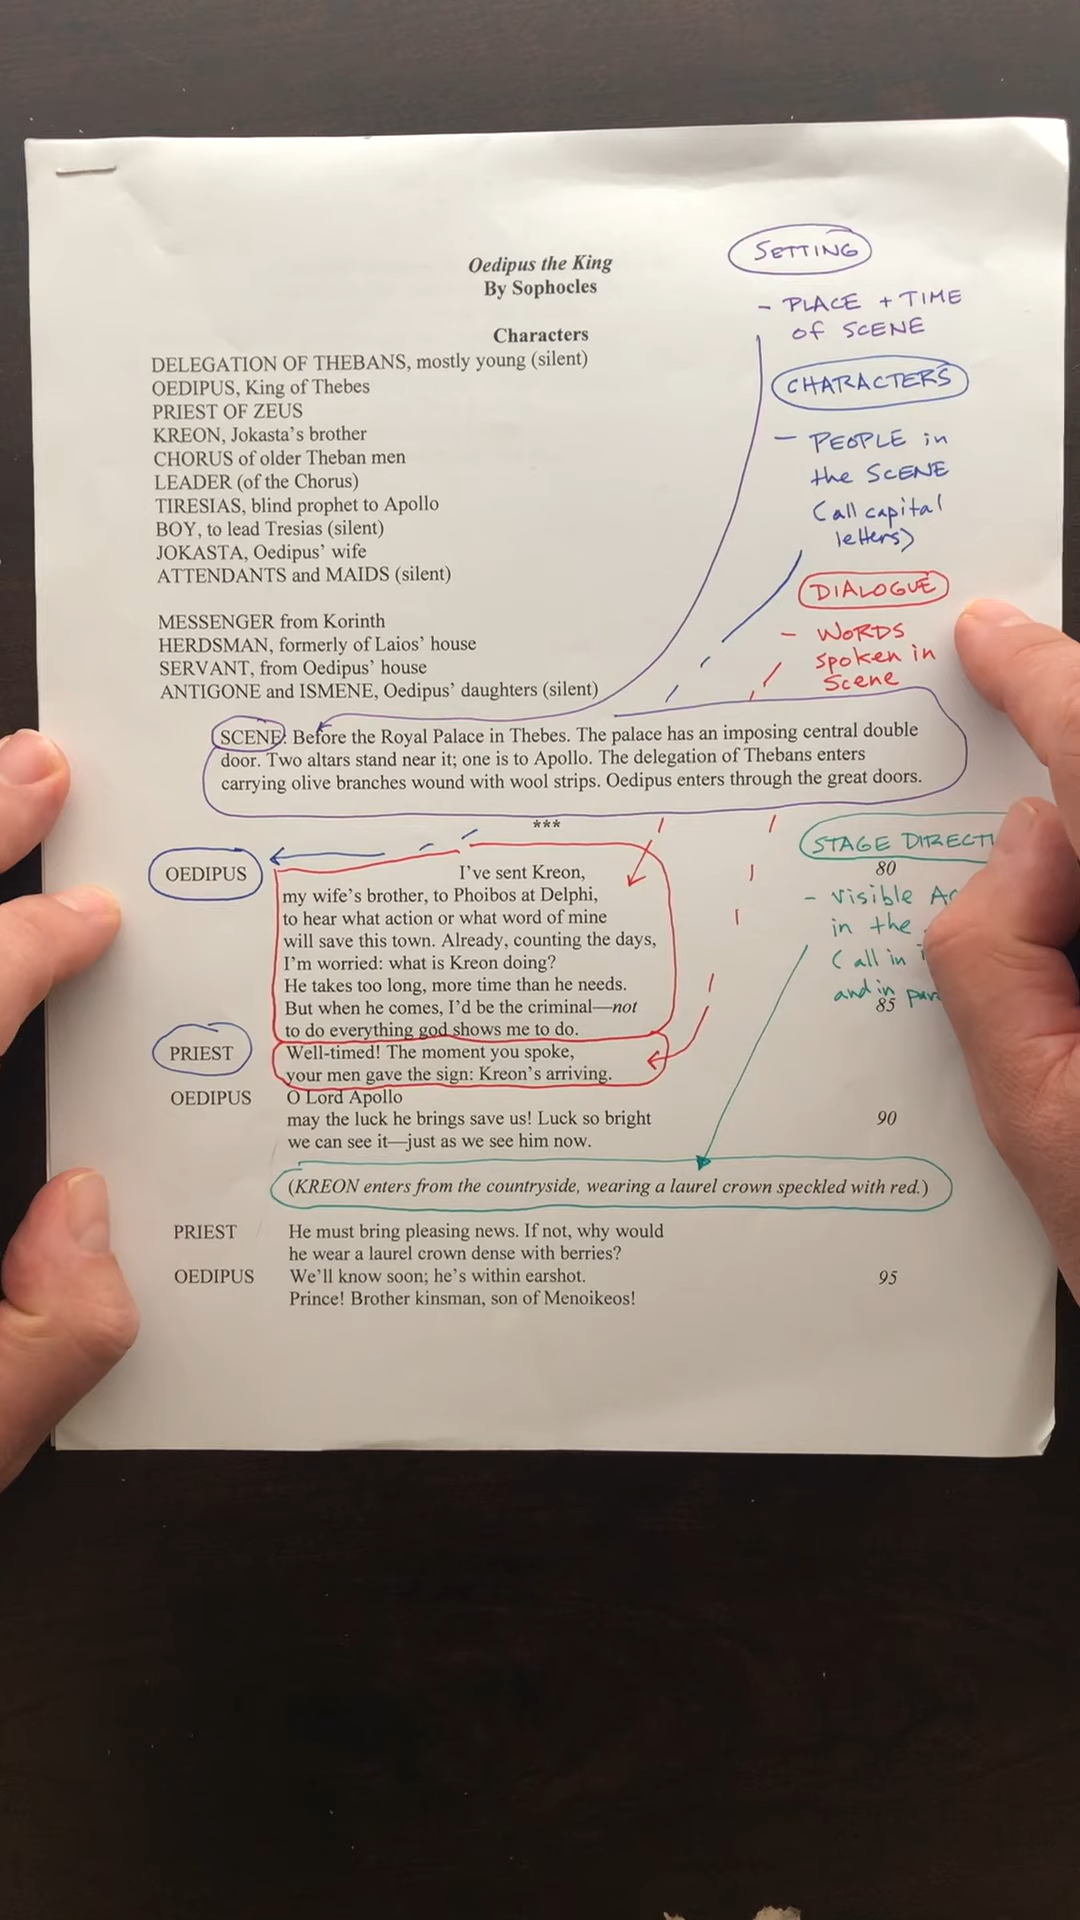 Oedipus the King
By Sophocles
Characters
DELEGATION OF THEBANS, mostly young (silent)
OEDIPUS, King of Thebes
PRIEST OF ZEUS
KREON, Jokasta's brother
CHORUS of older Theban men
LEADER (of the Chorus)
TIRESIAS, blind prophet to Apollo
BOY, to lead Tresias (silent)
JOKASTA, Oedipus' wife
ATTENDANTS and MAIDS (silent)
MESSENGER from Korinth
HERDSMAN, formerly of Laios' house
SERVANT, from Oedipus' house
ANTIGONE and ISMENE, Oedipus' daughters (silent)
SETTING
- PLACE + TIME
of SCENE
CHARACTERS
- PEOPLE in
the SCENE
(all capital
letters)
DIALOGUE
- WORDS
spoken in
Scene
SCENE: Before the Royal Palace in Thebes. The palace has an imposing central double
door. Two altars stand near it; one is to Apollo. The delegation of Thebans enters
carrying olive branches wound with wool strips. Oedipus enters through the great doors.
***
STAGE DIRECTI
- Visible Ac
in the
(all in
and in par
OEDIPUS I've sent Kreon, 80
my wife's brother, to Phoibos at Delphi,
to hear what action or what word of mine
will save this town. Already, counting the days,
I'm worried: what is Kreon doing?
He takes too long, more time than he needs. 85
But when he comes, I'd be the criminal—not
to do everything god shows me to do.
PRIEST Well-timed! The moment you spoke,
your men gave the sign: Kreon's arriving.
OEDIPUS O Lord Apollo
may the luck he brings save us! Luck so bright 90
we can see it—just as we see him now.
(KREON enters from the countryside, wearing a laurel crown speckled with red.)
PRIEST He must bring pleasing news. If not, why would
he wear a laurel crown dense with berries?
OEDIPUS We'll know soon; he's within earshot. 95
Prince! Brother kinsman, son of Menoikeos!